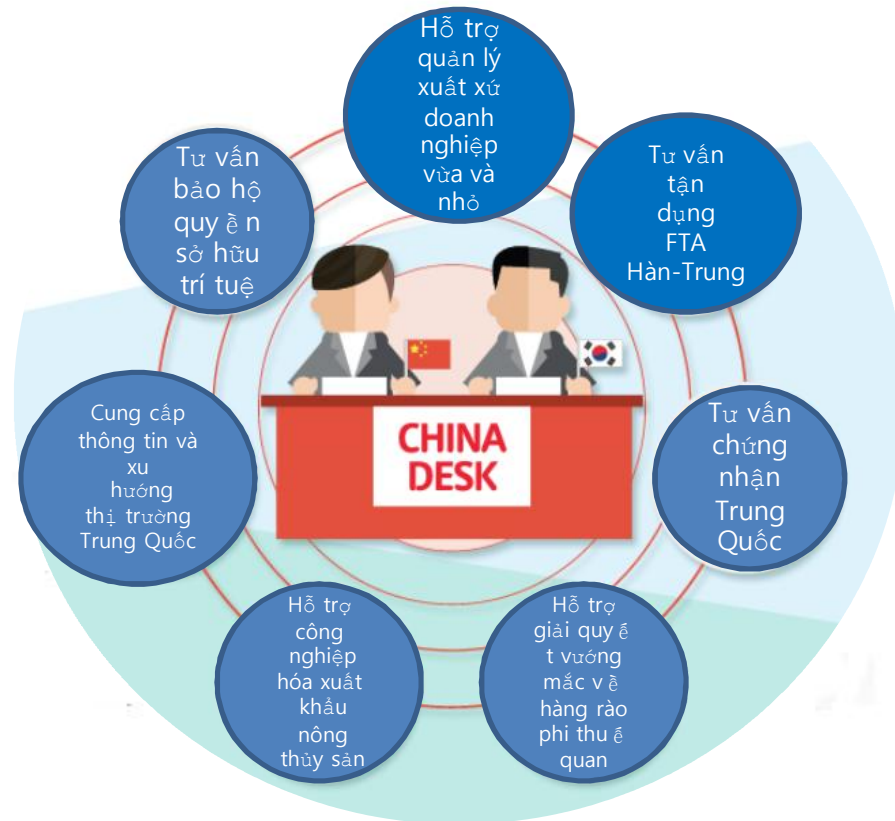 Hỗ trợ
quản lý
xuất xứ
doanh
nghiệp
vừa và
nhỏ
Tư vấn
tận
dụng
FTA
Hàn-Trung
Tư vấn
chứng
nhận
Trung
Quốc
Hỗ trợ
giải quy ế
t vướng
mắc v ề
hàng rào
phi thu ế
quan
Hỗ trợ
công
nghiệp
hóa xuất
khẩu
nông
thủy sản
Cung cấp
thông tin và
xu
hướng
thị trường
Trung Quốc
Tư vấn
bảo hộ
quy ề n
sở hữu
trí tuệ
CHINA
DESK